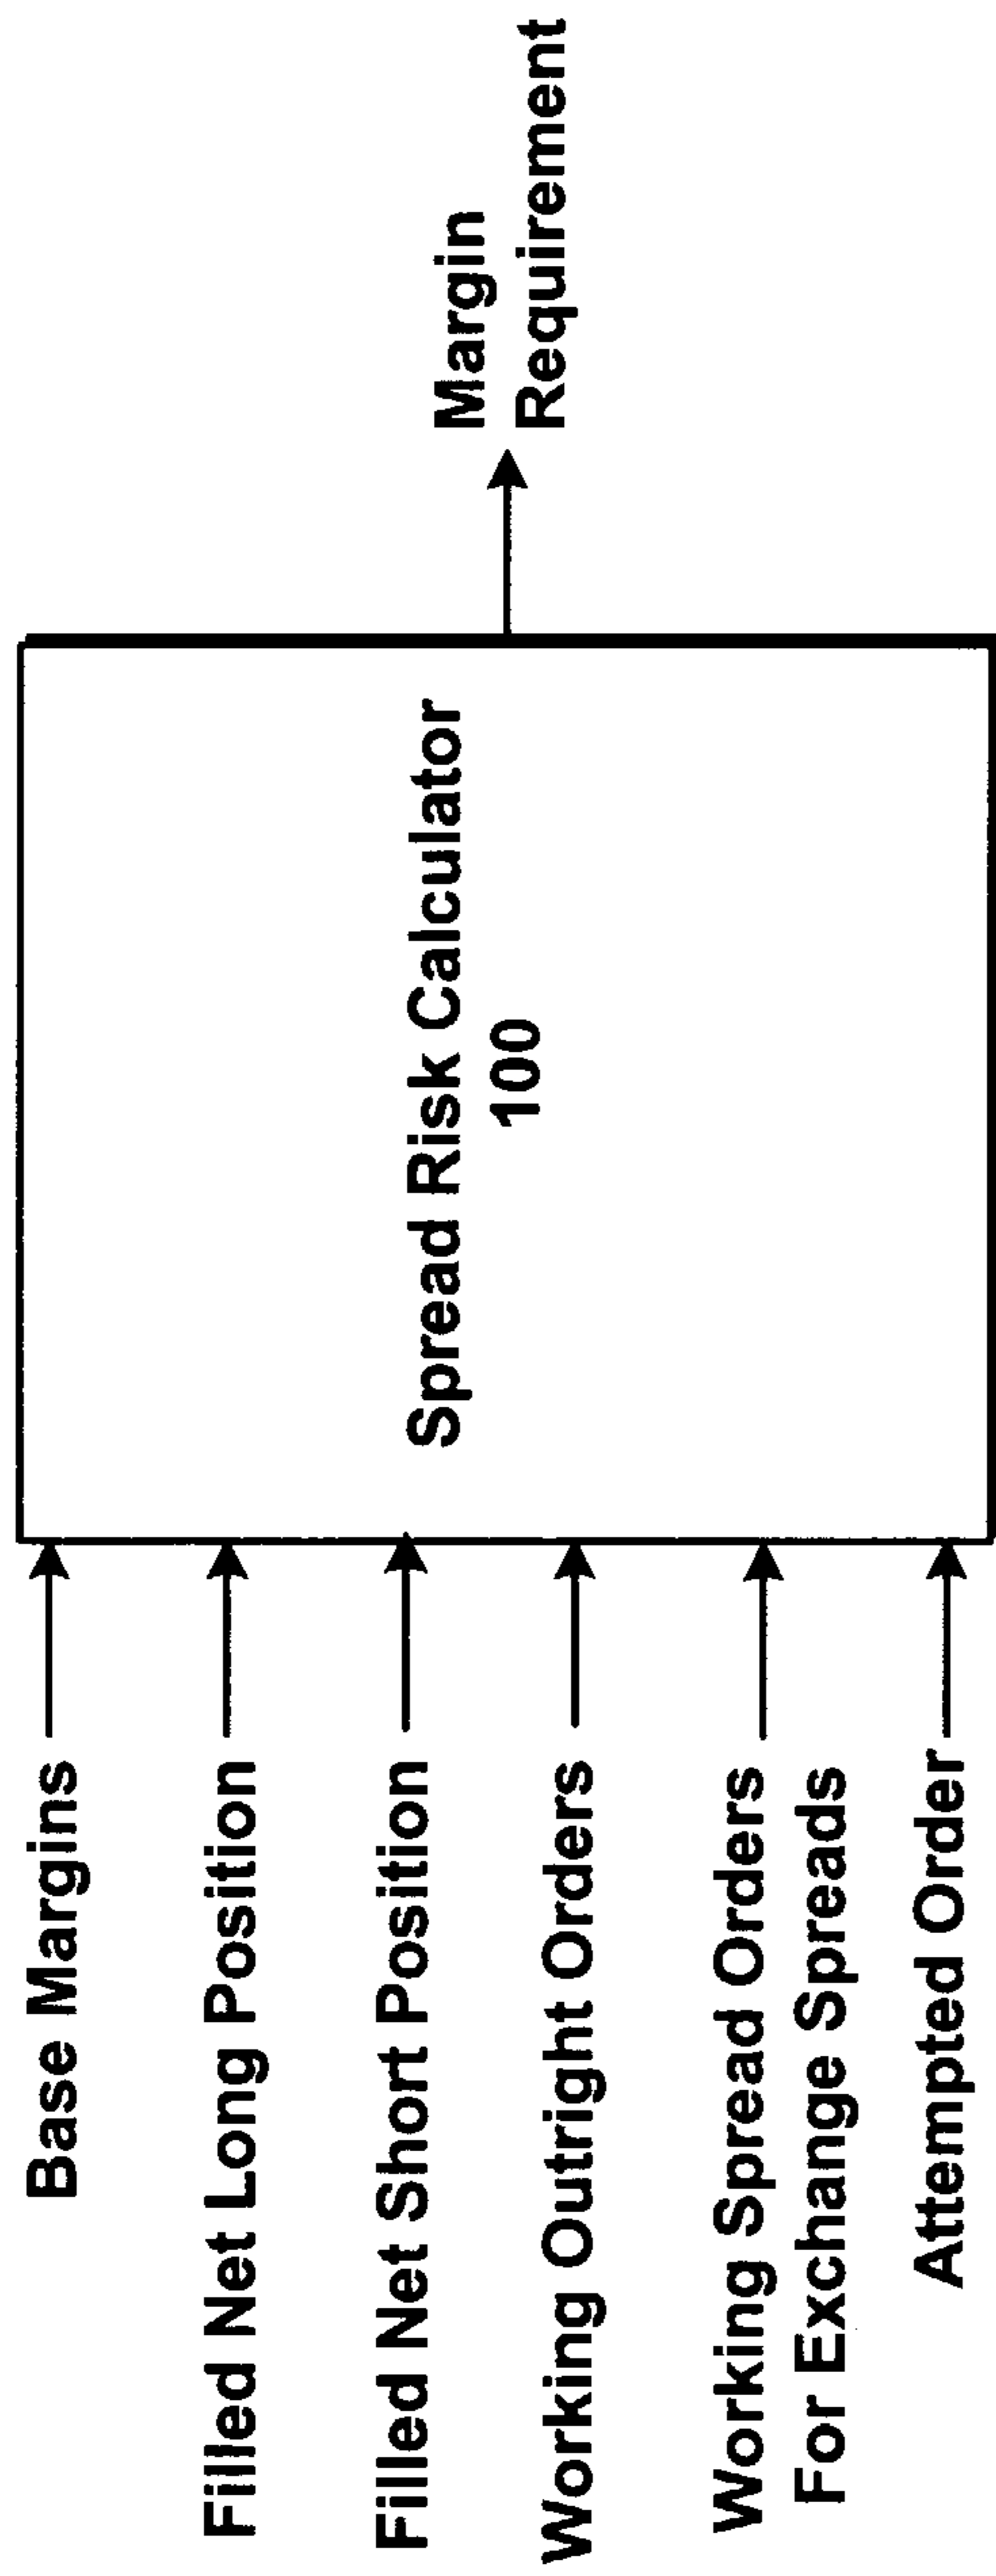 Base Margins
Filled Net Long Position
Filled Net Short Position
Working Outright Orders
Working Spread Orders
For Exchange Spreads
Attempted Order
Spread Risk Calculator
100
Margin
Requirement